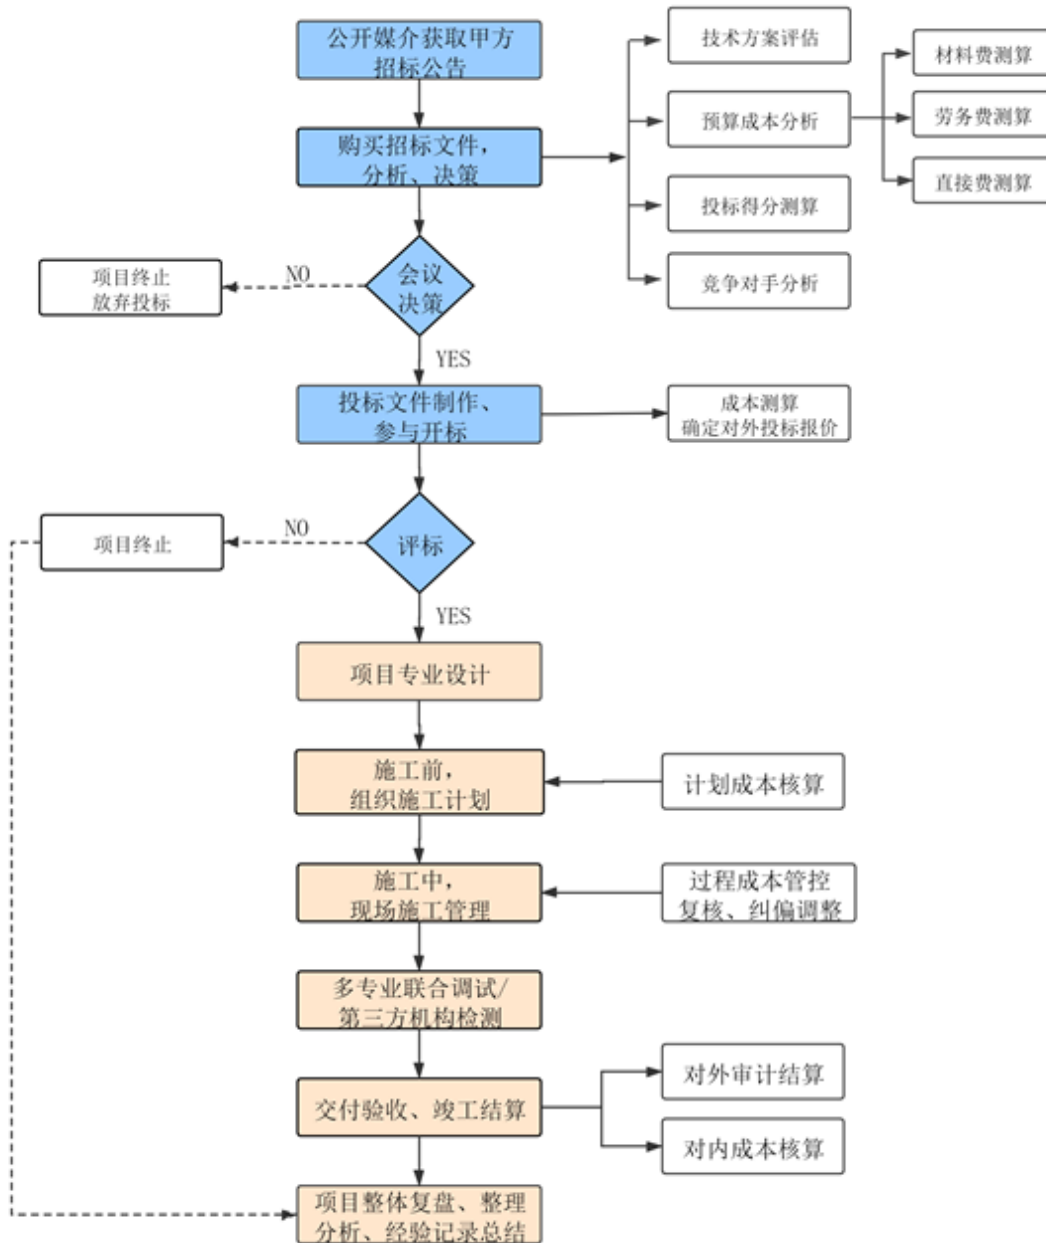 公开媒介获取甲方
招标公告
技术方案评估
材料费测算
预算成本分析
劳务费测算
购买招标文件，
分析、决策
直接费测算
投标得分测算
会议
决策
竞争对手分析
NO
项目终止
放弃投标
YES
投标文件制作、
参与开标
成本测算
确定对外投标报价
评标
NO
项目终止
YES
项目专业设计
施工前，
组织施工计划
计划成本核算
施工中，
现场施工管理
过程成本管控
复核、纠偏调整
多专业联合调试/
第三方机构检测
对外审计结算
交付验收、竣工结算
对内成本核算
项目整体复盘、整理
分析、经验记录总结